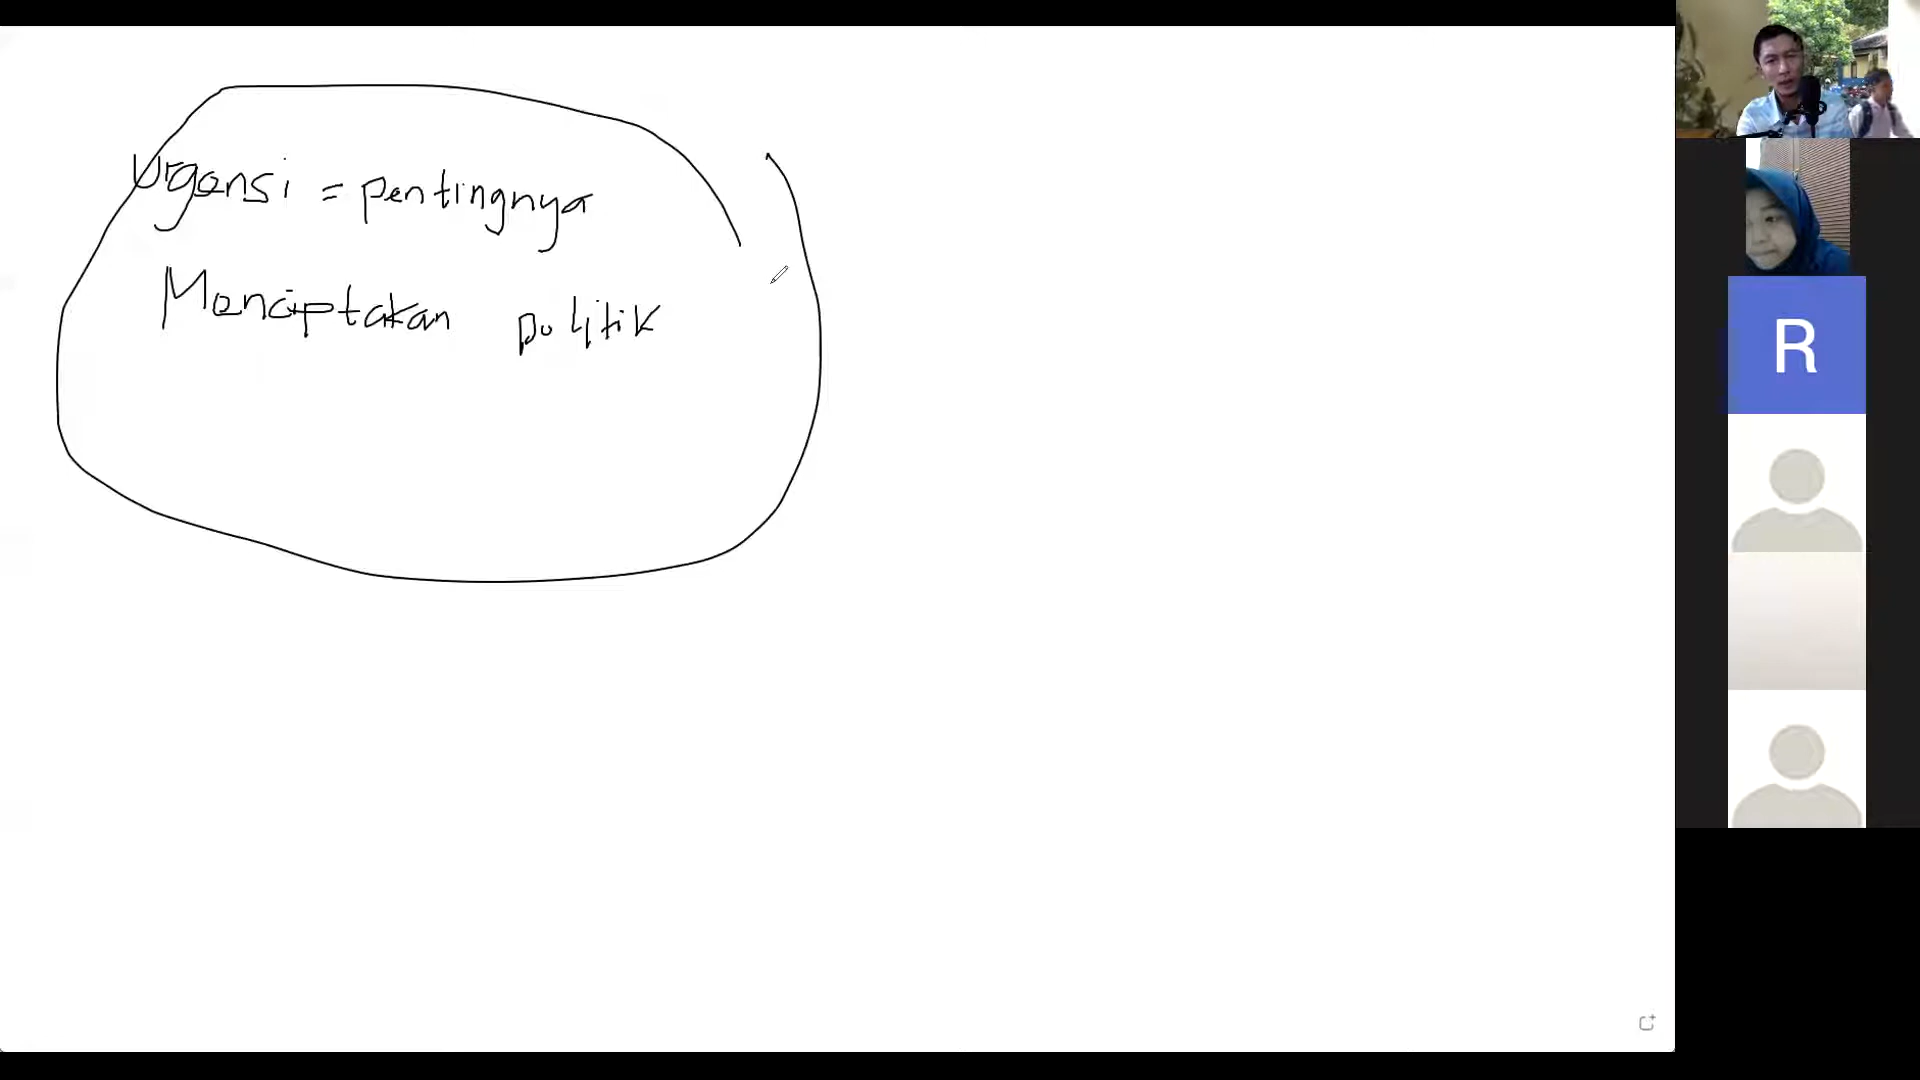 Urgensi = pentingnya
Menciptakan politik
R